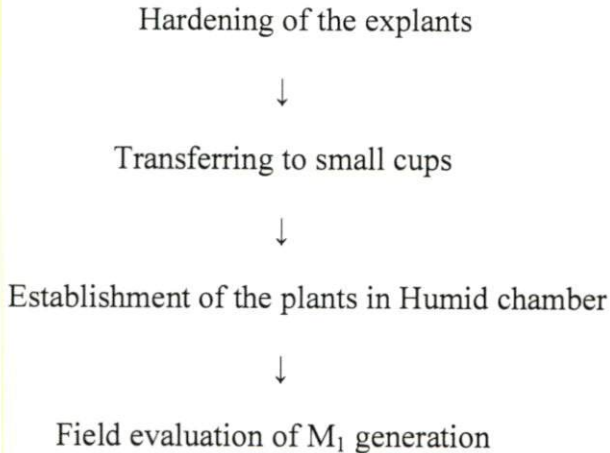 Hardening of the explants
↓
Transferring to small cups
↓
Establishment of the plants in Humid chamber
↓
Field evaluation of M₁ generation